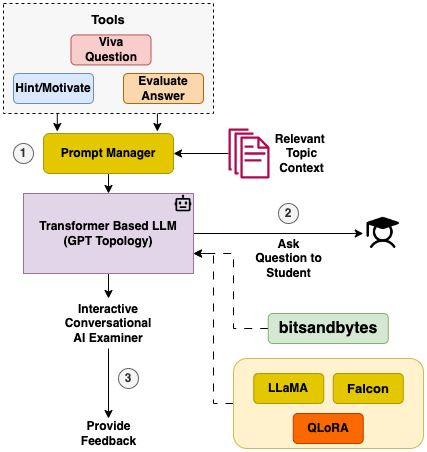 Tools
Viva
Question
Hint/Motivate
Evaluate
Answer
1
Prompt Manager
Relevant
Topic
Context
Transformer Based LLM
(GPT Topology)
2
Ask
Question to
Student
Interactive
Conversational
AI Examiner
bitsandbytes
3
LLaMA
Falcon
QLoRA
Provide
Feedback